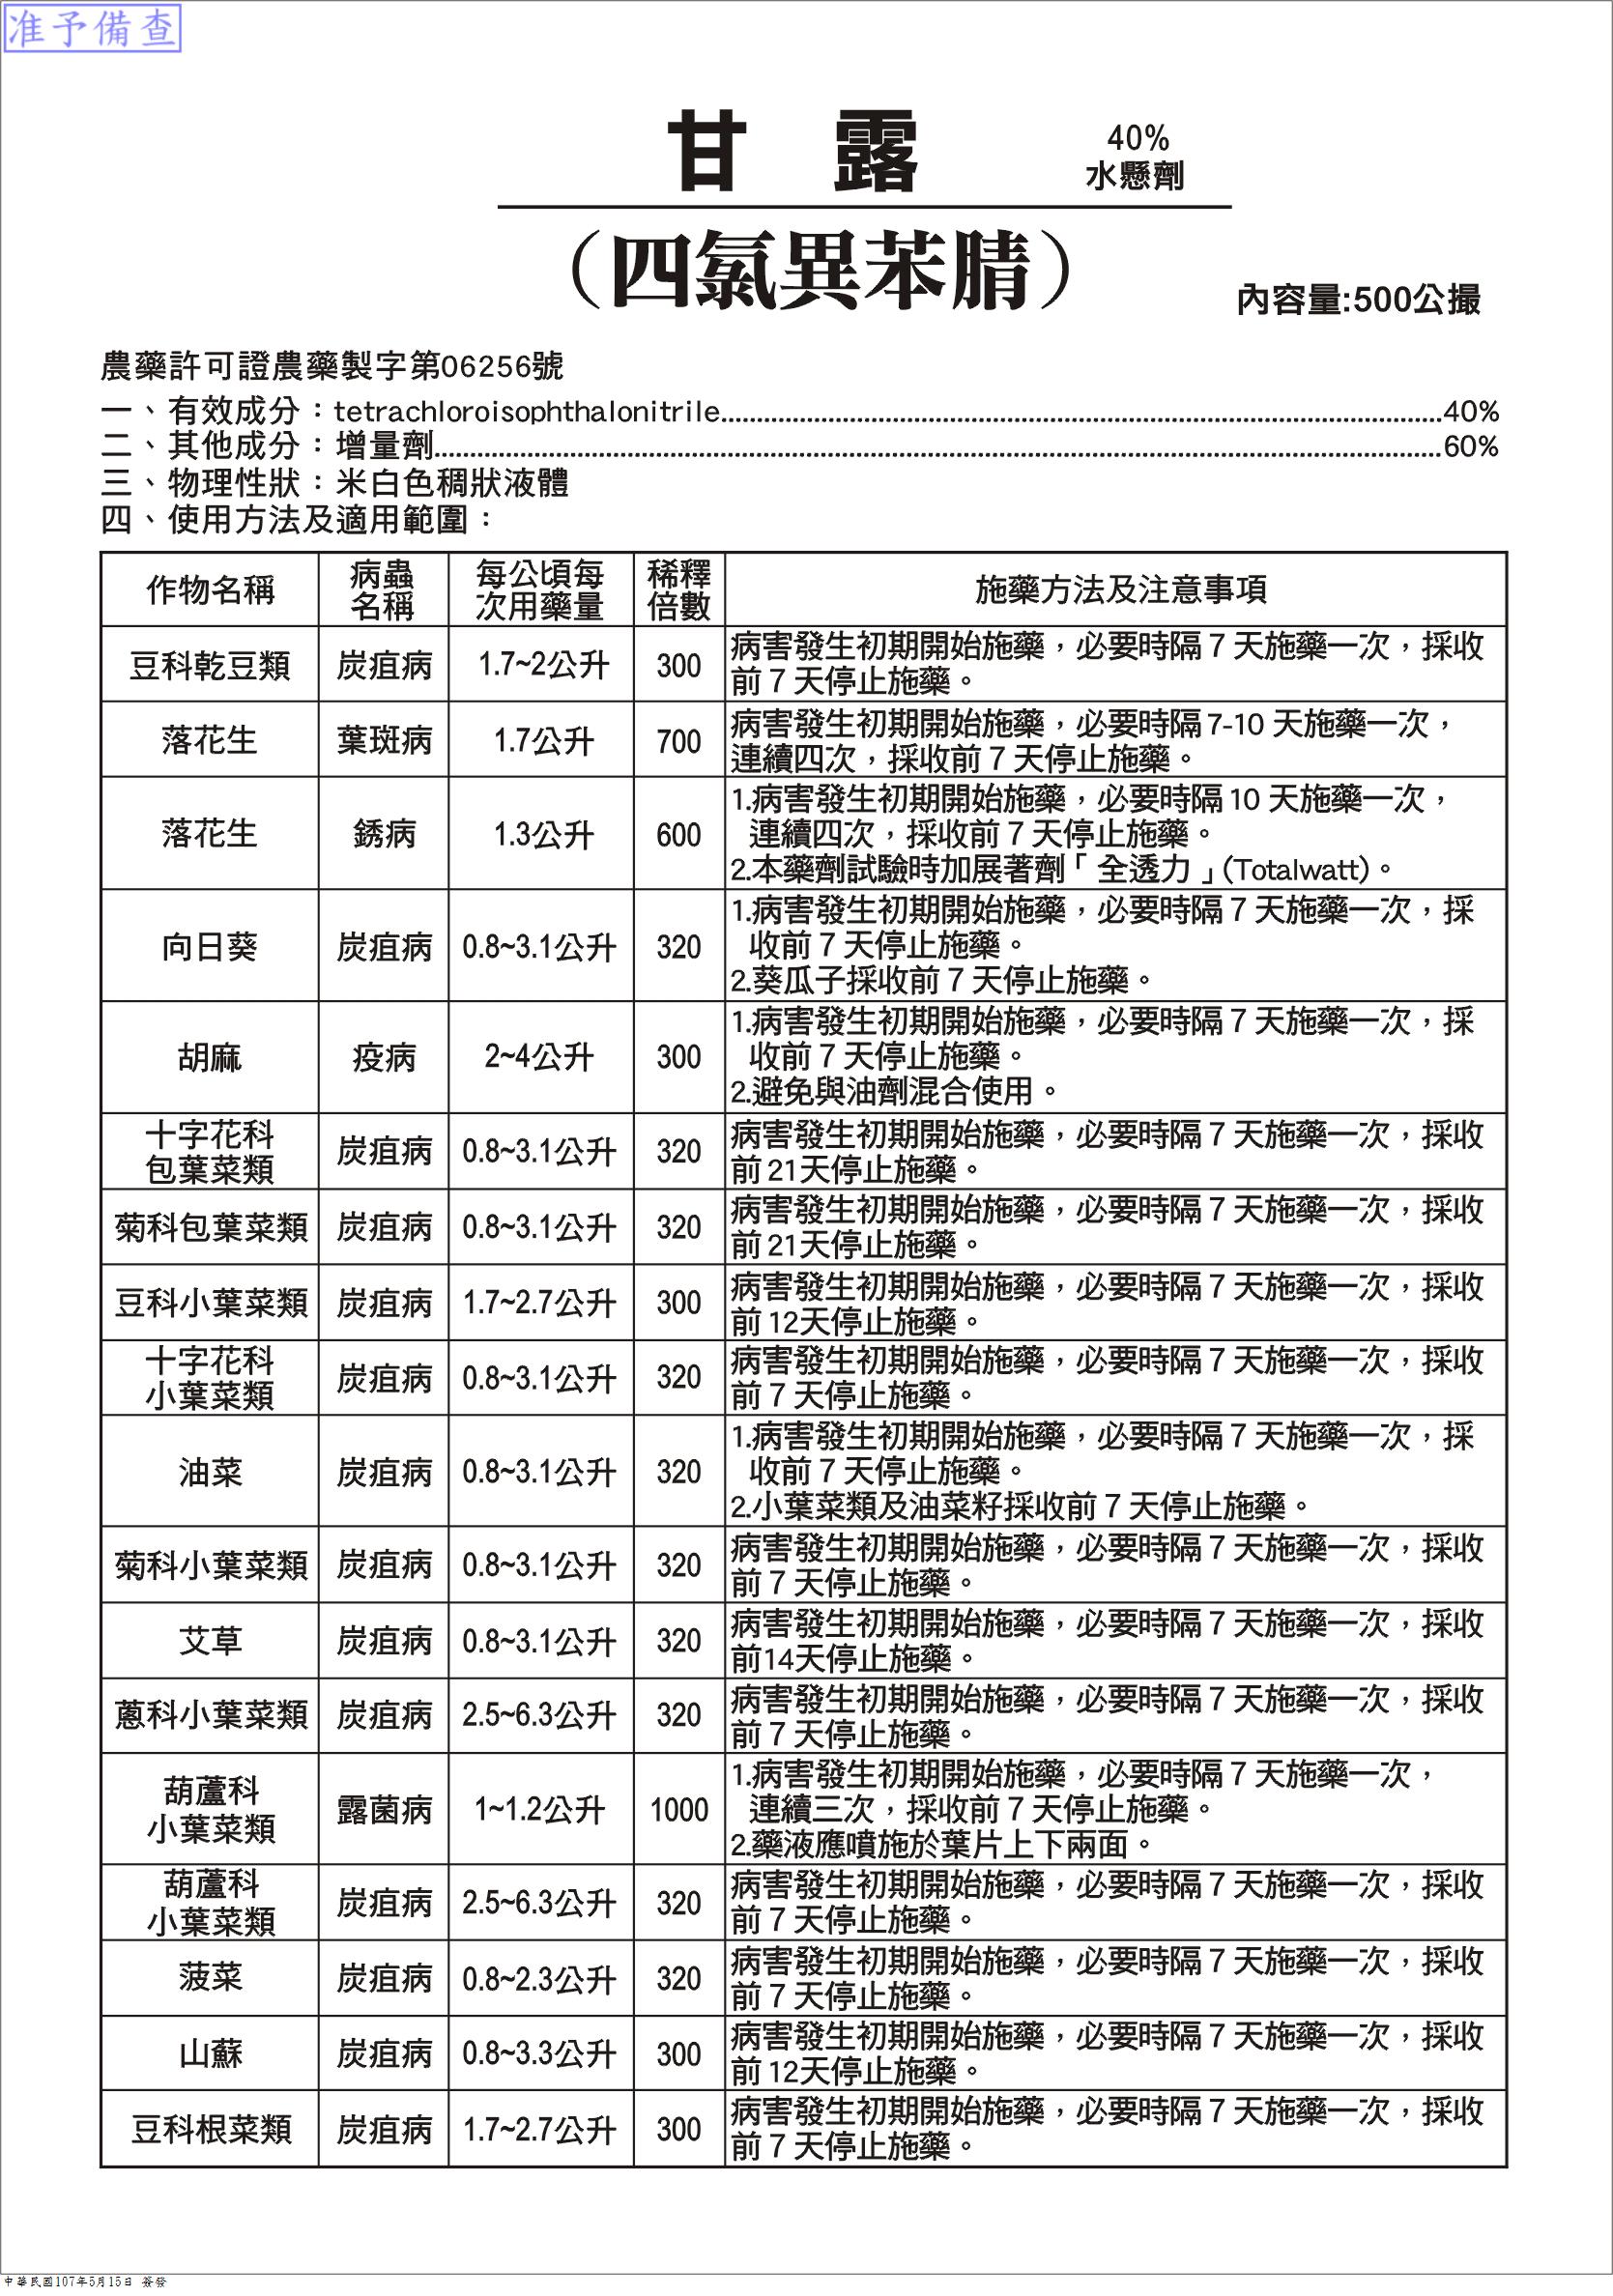 准予備查
甘 露
40%
水懸劑
（四氯異苯腈）
內容量:500公撮
農藥許可證農藥製字第06256號
一、有效成分：tetrachloroisophthalonitrile..........40%
二、其他成分：增量劑..........60%
三、物理性狀：米白色稠狀液體
四、使用方法及適用範圍：
作物名稱 病蟲名稱 每公頃每次用藥量 稀釋倍數 施藥方法及注意事項
豆科乾豆類 炭疽病 1.7~2公升 300 病害發生初期開始施藥，必要時隔 7 天施藥一次，採收
前 7 天停止施藥。
落花生 葉斑病 1.7公升 700 病害發生初期開始施藥，必要時隔 7-10 天施藥一次，
連續四次，採收前 7 天停止施藥。
落花生 銹病 1.3公升 600 1.病害發生初期開始施藥，必要時隔 10 天施藥一次，
連續四次，採收前 7 天停止施藥。
2.本藥劑試驗時加展著劑「全透力」(Totalwatt)。
向日葵 炭疽病 0.8~3.1公升 320 1.病害發生初期開始施藥，必要時隔 7 天施藥一次，採
收前 7 天停止施藥。
2.葵瓜子採收前 7 天停止施藥。
胡麻 疫病 2~4公升 300 1.病害發生初期開始施藥，必要時隔 7 天施藥一次，採
收前 7 天停止施藥。
2.避免與油劑混合使用。
十字花科
包葉菜類 炭疽病 0.8~3.1公升 320 病害發生初期開始施藥，必要時隔 7 天施藥一次，採收
前 21天停止施藥。
菊科包葉菜類 炭疽病 0.8~3.1公升 320 病害發生初期開始施藥，必要時隔 7 天施藥一次，採收
前 21天停止施藥。
豆科小葉菜類 炭疽病 1.7~2.7公升 300 病害發生初期開始施藥，必要時隔 7 天施藥一次，採收
前 12天停止施藥。
十字花科
小葉菜類 炭疽病 0.8~3.1公升 320 病害發生初期開始施藥，必要時隔 7 天施藥一次，採收
前 7 天停止施藥。
油菜 炭疽病 0.8~3.1公升 320 1.病害發生初期開始施藥，必要時隔 7 天施藥一次，採
收前 7 天停止施藥。
2.小葉菜類及油菜籽採收前 7 天停止施藥。
菊科小葉菜類 炭疽病 0.8~3.1公升 320 病害發生初期開始施藥，必要時隔 7 天施藥一次，採收
前 7 天停止施藥。
艾草 炭疽病 0.8~3.1公升 320 病害發生初期開始施藥，必要時隔 7 天施藥一次，採收
前14天停止施藥。
蔥科小葉菜類 炭疽病 2.5~6.3公升 320 病害發生初期開始施藥，必要時隔 7 天施藥一次，採收
前 7 天停止施藥。
葫蘆科
小葉菜類 露菌病 1~1.2公升 1000 1.病害發生初期開始施藥，必要時隔 7 天施藥一次，
連續三次，採收前 7 天停止施藥。
2.藥液應噴施於葉片上下兩面。
葫蘆科
小葉菜類 炭疽病 2.5~6.3公升 320 病害發生初期開始施藥，必要時隔 7 天施藥一次，採收
前 7 天停止施藥。
菠菜 炭疽病 0.8~2.3公升 320 病害發生初期開始施藥，必要時隔 7 天施藥一次，採收
前 7 天停止施藥。
山蘇 炭疽病 0.8~3.3公升 300 病害發生初期開始施藥，必要時隔 7 天施藥一次，採收
前 12天停止施藥。
豆科根菜類 炭疽病 1.7~2.7公升 300 病害發生初期開始施藥，必要時隔 7 天施藥一次，採收
前 7 天停止施藥。
中華民國107年5月15日 簽發